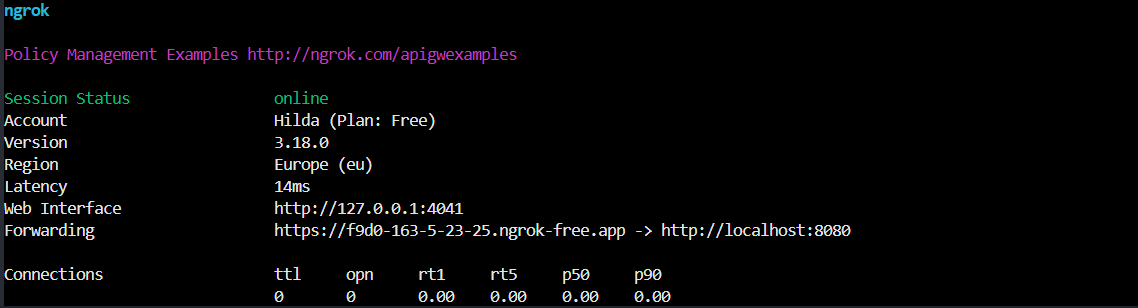 ngrok
Policy Management Examples http://ngrok.com/apigwexamples
Session Status online
Account Hilda (Plan: Free)
Version 3.18.0
Region Europe (eu)
Latency 14ms
Web Interface http://127.0.0.1:4041
Forwarding https://f9d0-163-5-23-25.ngrok-free.app -> http://localhost:8080
Connections ttl opn rt1 rt5 p50 p90
0 0 0.00 0.00 0.00 0.00